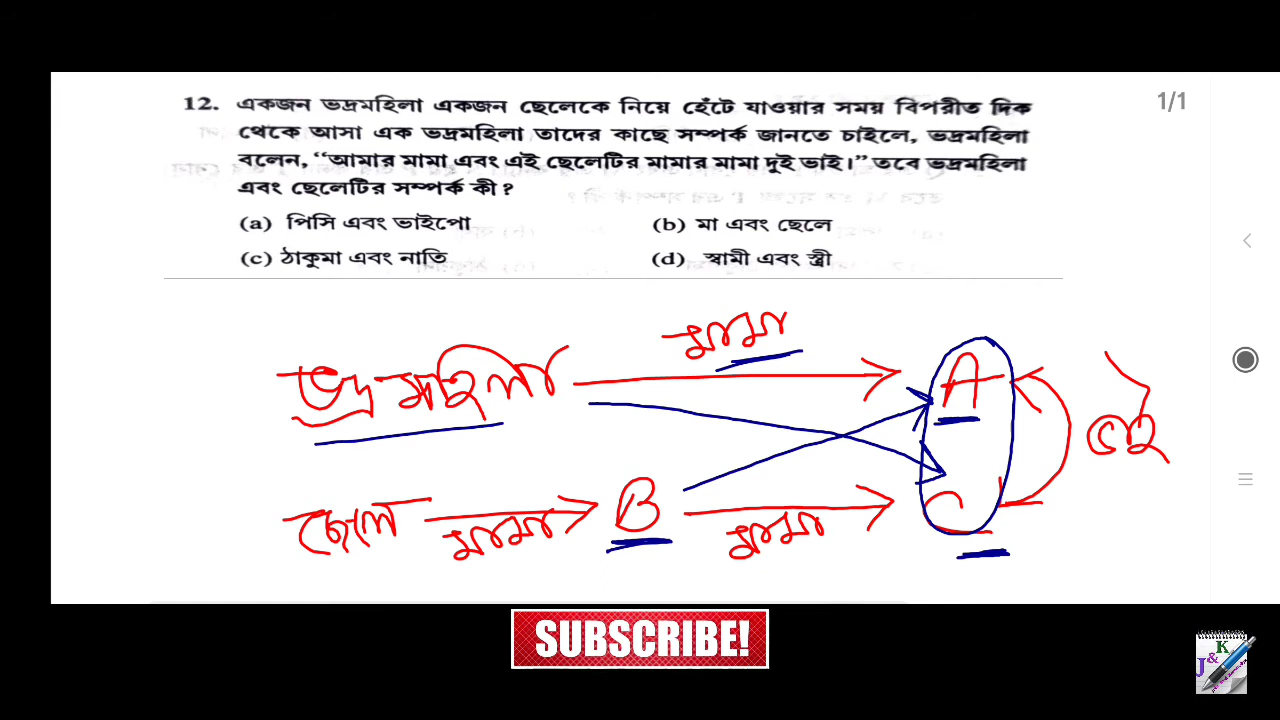 12. একজন ভদ্রমহিলা একজন ছেলেকে নিয়ে হেঁটে যাওয়ার সময় বিপরীত দিক
1/1
থেকে আসা এক ভদ্রমহিলা তাদের কাছে সম্পর্ক জানতে চাইলে, ভদ্রমহিলা
বলেন, “আমার মামা এবং এই ছেলেটির মামার মামা দুই ভাই।” তবে ভদ্রমহিলা
এবং ছেলেটির সম্পর্ক কী?
(a) পিসি এবং ভাইপো (b) মা এবং ছেলে
(c) ঠাকুমা এবং নাতি (d) স্বামী এবং স্ত্রী
মামা
ভদ্রমহিলা A
ভাই
ছেলে মামা B মামা C
SUBSCRIBE!
J&K